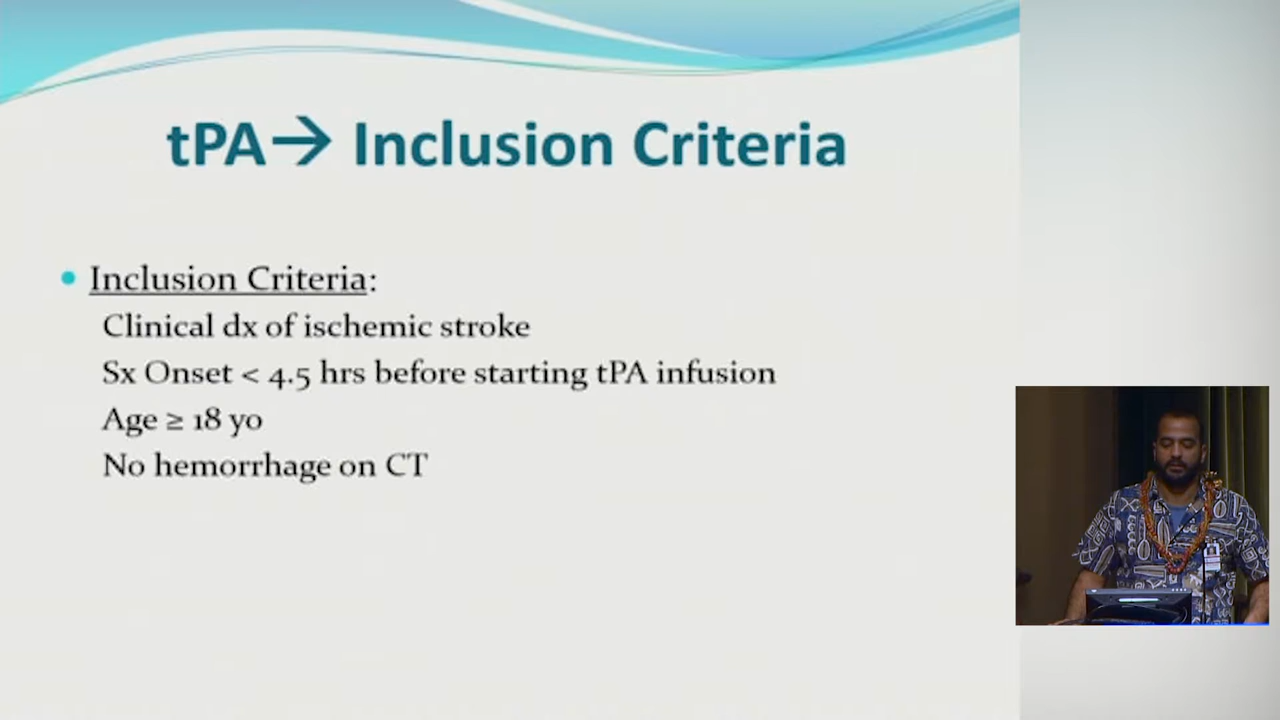 tPA→ Inclusion Criteria
Inclusion Criteria:
Clinical dx of ischemic stroke
Sx Onset < 4.5 hrs before starting tPA infusion
Age ≥ 18 yo
No hemorrhage on CT